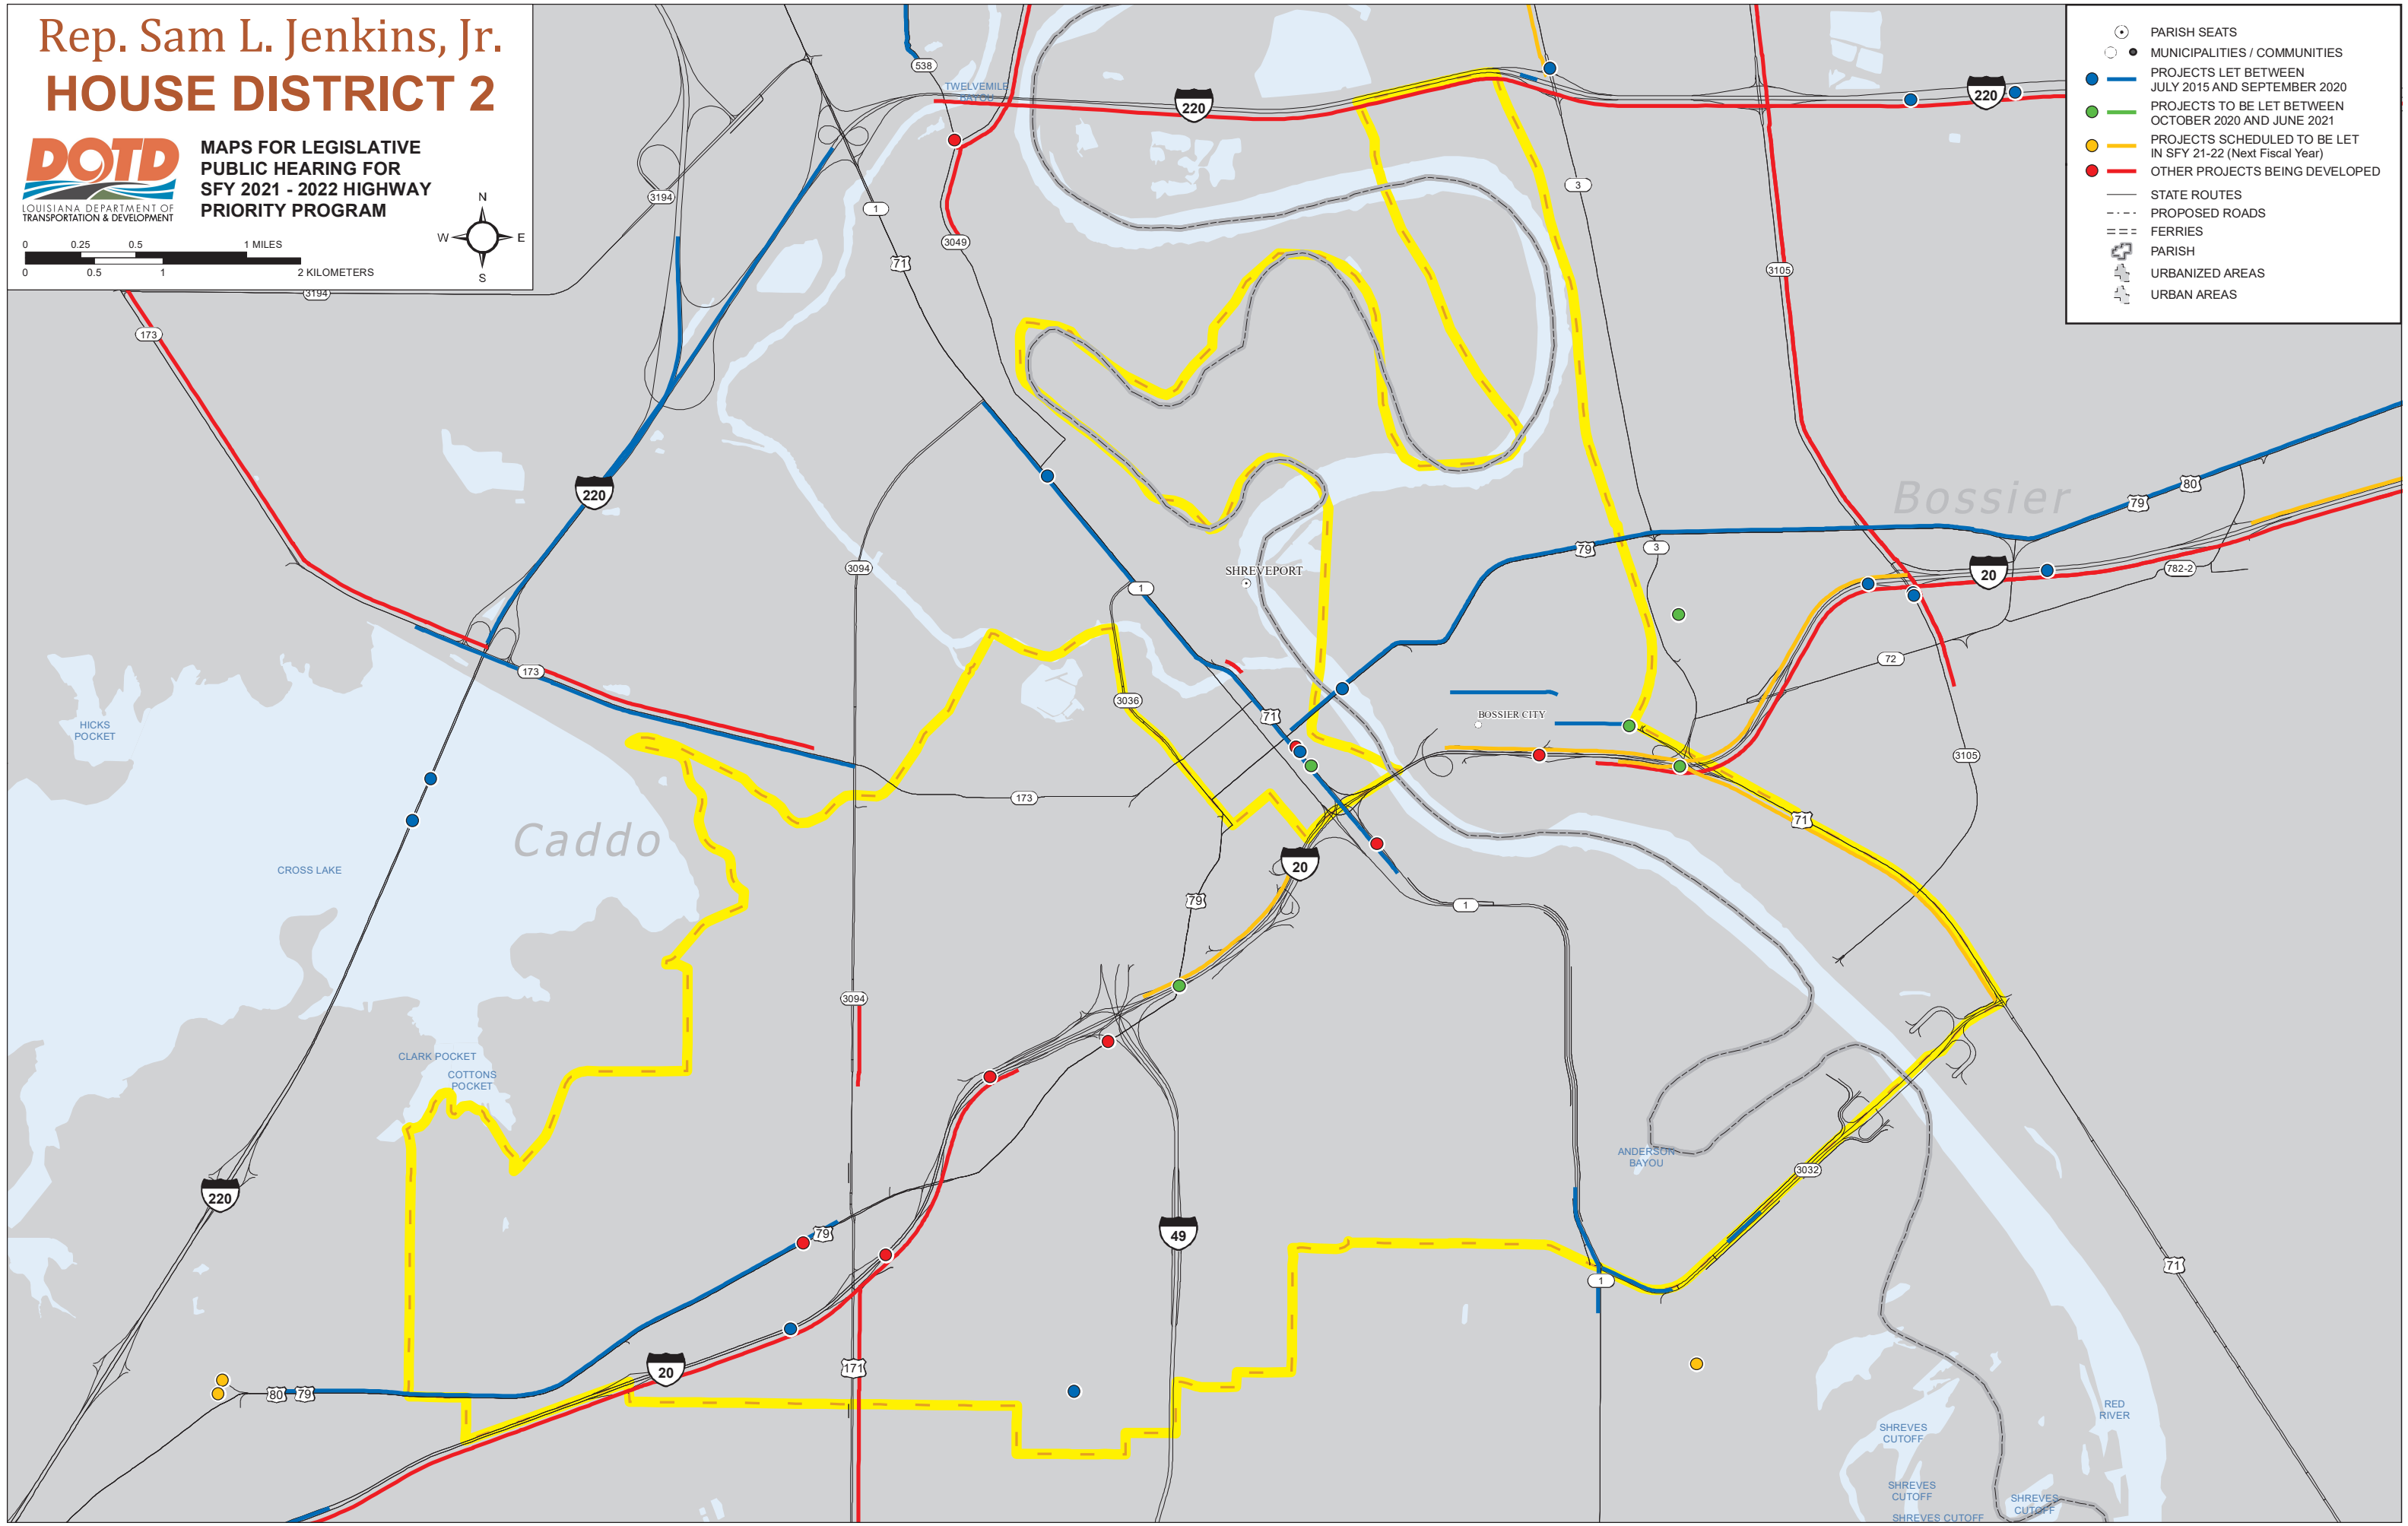 Rep. Sam L. Jenkins, Jr.
HOUSE DISTRICT 2
DOTD
LOUISIANA DEPARTMENT OF
TRANSPORTATION & DEVELOPMENT
MAPS FOR LEGISLATIVE
PUBLIC HEARING FOR
SFY 2021 - 2022 HIGHWAY
PRIORITY PROGRAM
N
W E
S
0 0.25 0.5 1 MILES
0 0.5 1 2 KILOMETERS
PARISH SEATS
MUNICIPALITIES / COMMUNITIES
PROJECTS LET BETWEEN
JULY 2015 AND SEPTEMBER 2020
PROJECTS TO BE LET BETWEEN
OCTOBER 2020 AND JUNE 2021
PROJECTS SCHEDULED TO BE LET
IN SFY 21-22 (Next Fiscal Year)
OTHER PROJECTS BEING DEVELOPED
STATE ROUTES
PROPOSED ROADS
FERRIES
PARISH
URBANIZED AREAS
URBAN AREAS
538
TWELVEMILE
BAYOU
220
220
3194
1
3
3049
71
3105
3194
173
220
Bossier
80
79
79
3
3094
SHREVEPORT
20
782-2
1
72
173
3036
71
BOSSIER CITY
HICKS
POCKET
3105
173
71
Caddo
20
CROSS LAKE
79
1
3094
CLARK POCKET
COTTONS
POCKET
ANDERSON
BAYOU
3032
220
79
49
71
1
20
171
80
79
RED
RIVER
SHREVES
CUTOFF
SHREVES
CUTOFF
SHREVES
CUTOFF
SHREVES CUTOFF